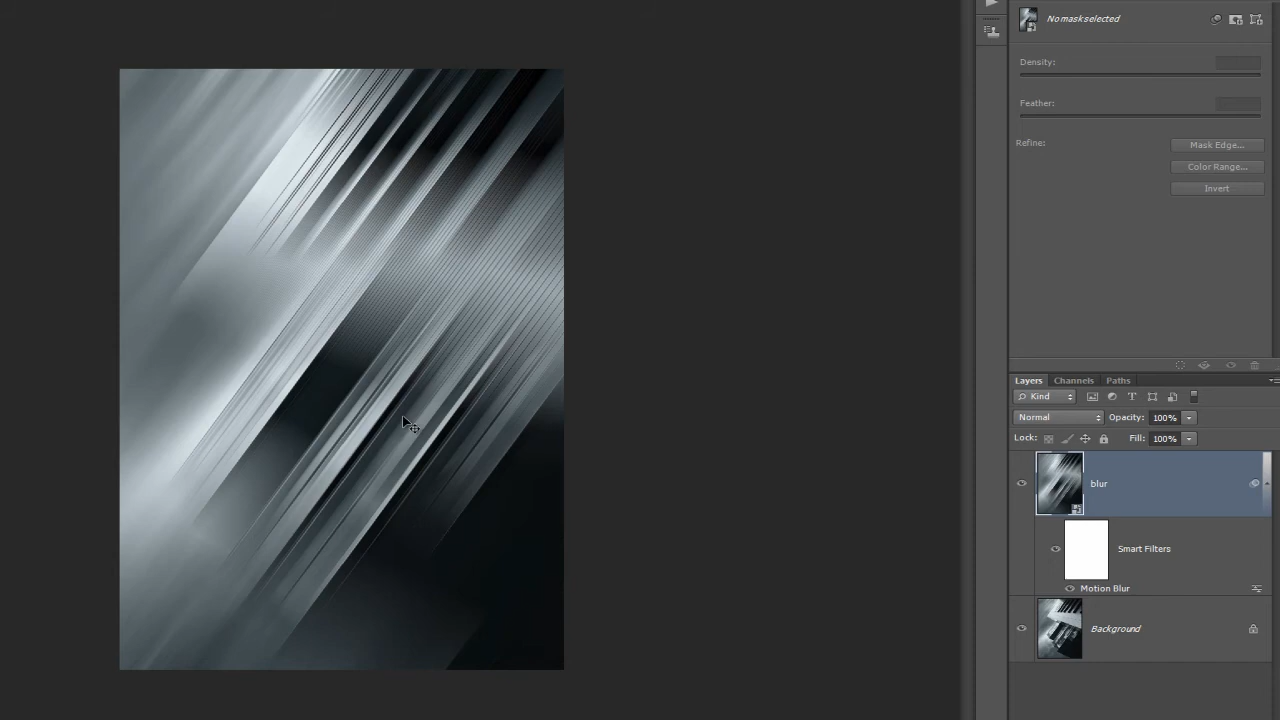 No mask selected
Density:
Feather:
Refine:
Mask Edge...
Color Range...
Invert
Layers Channels Paths
Kind
Normal Opacity: 100%
Lock: Fill: 100%
blur
Smart Filters
Motion Blur
Background